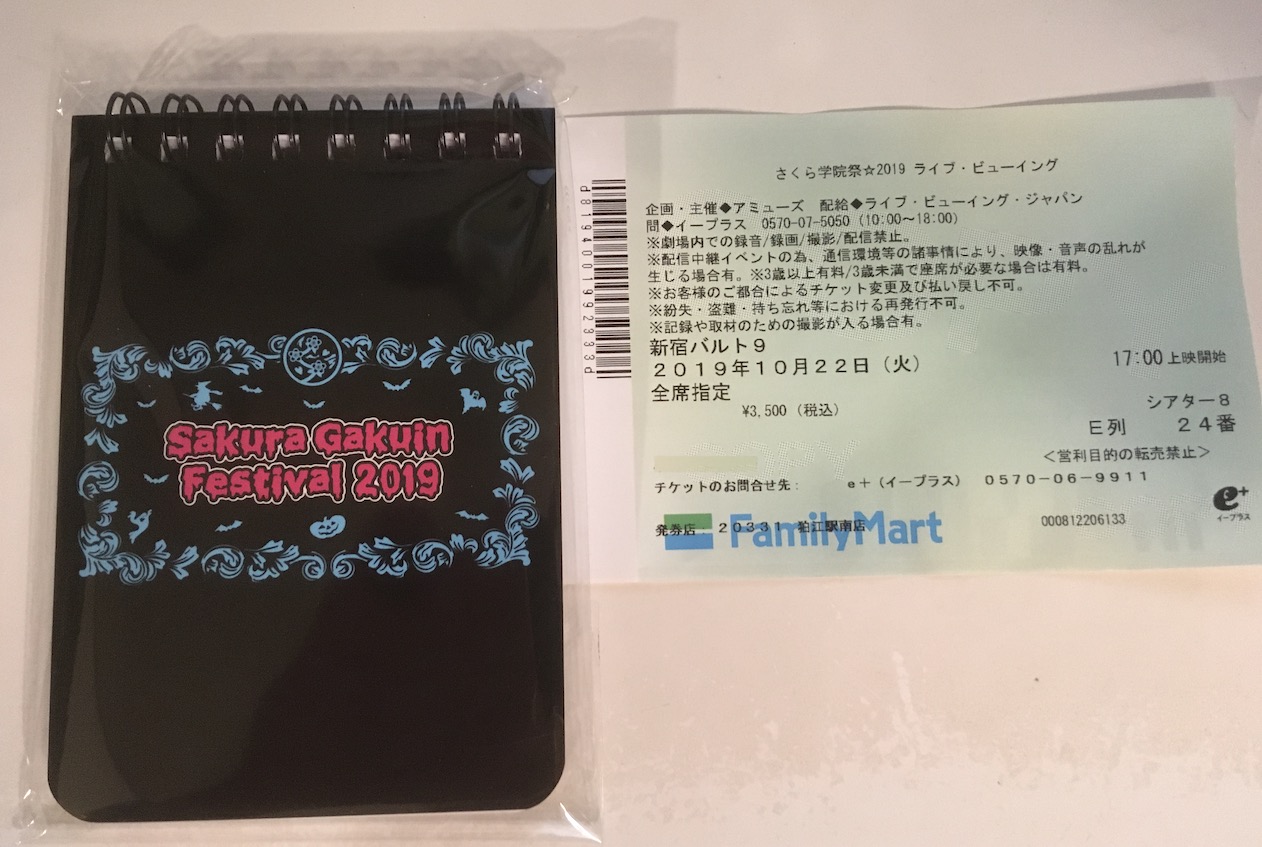 Sakura Gakuin
Festival 2019
d8194001992333d
さくら学院祭☆2019 ライブ・ビューイング
企画・主催◆アミューズ 配給◆ライブ・ビューイング・ジャパン
問◆イープラス 0570-07-5050 (10:00〜18:00)
※劇場内での録音/録画/撮影/配信禁止。
※配信中継イベントの為、通信環境等の諸事情により、映像・音声の乱れが
生じる場合有。※3歳以上有料/3歳未満で座席が必要な場合は有料。
※お客様のご都合によるチケット変更及び払い戻し不可。
※紛失・盗難・持ち忘れ等における再発行不可。
※記録や取材のための撮影が入る場合有。
新宿バルト9
2019年10月22日（火） 17:00上映開始
全席指定
¥3,500（税込） シアター8
E列 24番
＜営利目的の転売禁止＞
チケットのお問合せ先： e+（イープラス） 0570-06-9911
発券店： 20331 狛江駅南店
FamilyMart
000812206133
e+
イープラス